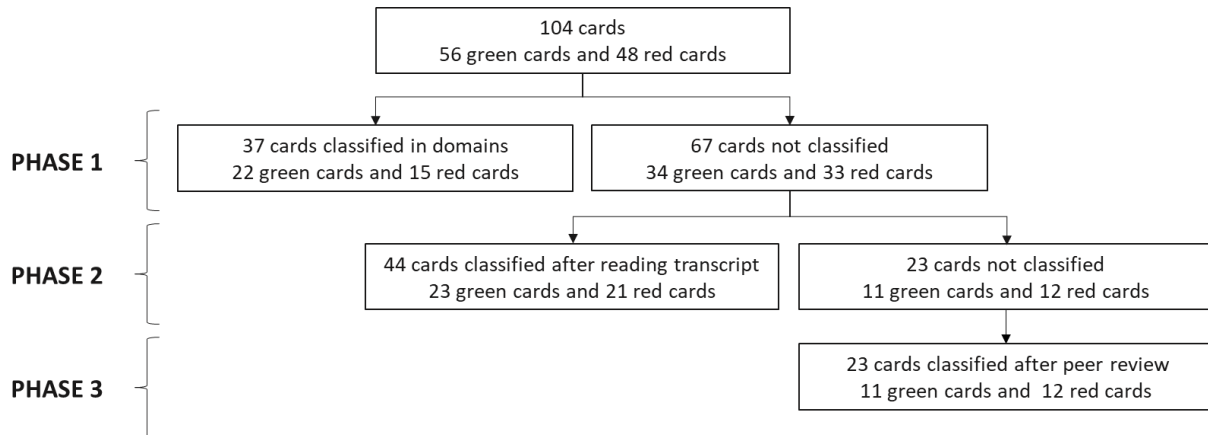 104 cards
56 green cards and 48 red cards
PHASE 1
37 cards classified in domains
22 green cards and 15 red cards
67 cards not classified
34 green cards and 33 red cards
PHASE 2
44 cards classified after reading transcript
23 green cards and 21 red cards
23 cards not classified
11 green cards and 12 red cards
PHASE 3
23 cards classified after peer review
11 green cards and  12 red cards